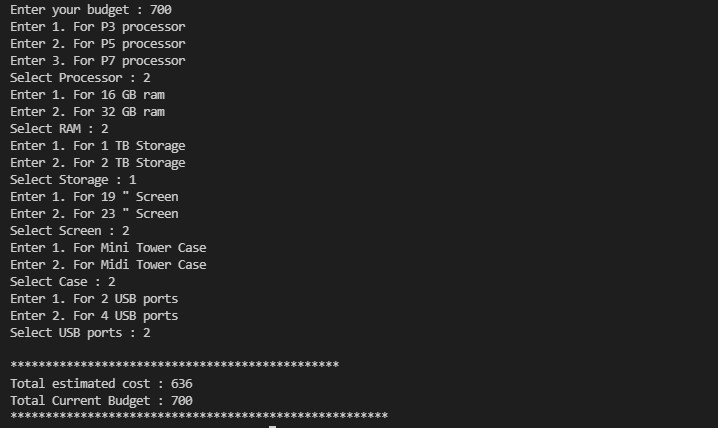 Enter your budget : 700
Enter 1. For P3 processor
Enter 2. For P5 processor
Enter 3. For P7 processor
Select Processor : 2
Enter 1. For 16 GB ram
Enter 2. For 32 GB ram
Select RAM : 2
Enter 1. For 1 TB Storage
Enter 2. For 2 TB Storage
Select Storage : 1
Enter 1. For 19 " Screen
Enter 2. For 23 " Screen
Select Screen : 2
Enter 1. For Mini Tower Case
Enter 2. For Midi Tower Case
Select Case : 2
Enter 1. For 2 USB ports
Enter 2. For 4 USB ports
Select USB ports : 2
***********************************************
Total estimated cost : 636
Total Current Budget : 700
******************************************************